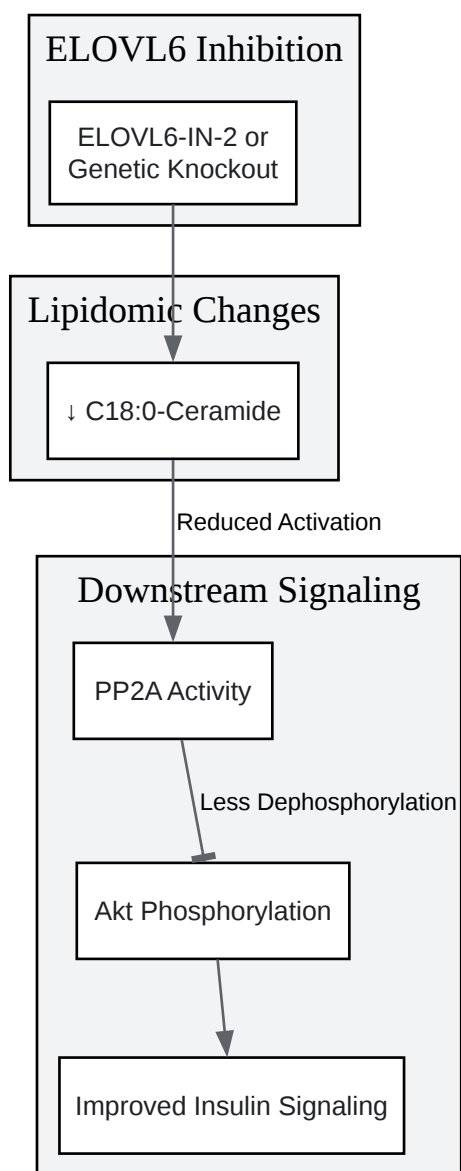 ELOVL6 Inhibition
ELOVL6-IN-2 or
Genetic Knockout
Lipidomic Changes
↓ C18:0-Ceramide
Reduced Activation
Downstream Signaling
PP2A Activity
Less Dephosphorylation
Akt Phosphorylation
Improved Insulin Signaling